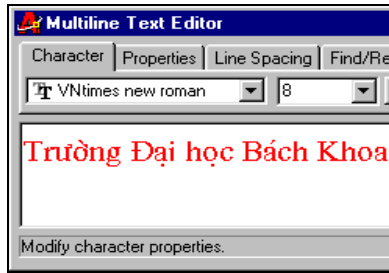 Multiline Text Editor
Character Properties Line Spacing Find/Re
VNtimes new roman 8
Trường Đại học Bách Khoa
Modify character properties.